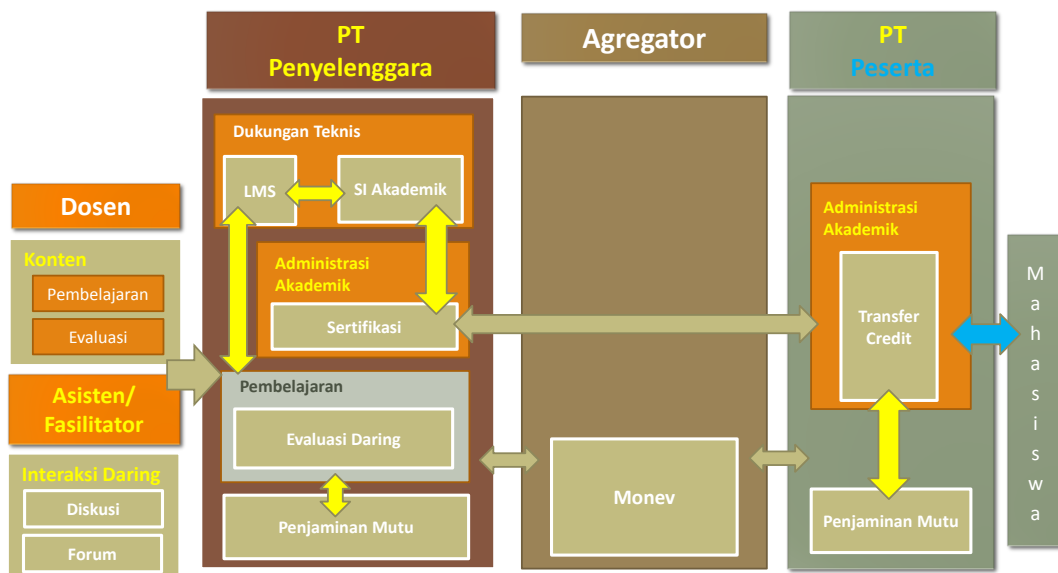 PT
Penyelenggara
Agregator
PT
Peserta
Dukungan Teknis
LMS
SI Akademik
Dosen
Konten
Pembelajaran
Evaluasi
Administrasi
Akademik
Sertifikasi
Administrasi
Akademik
Transfer
Credit
Asisten/
Fasilitator
Pembelajaran
Evaluasi Daring
Interaksi Daring
Diskusi
Forum
Penjaminan Mutu
Monev
Penjaminan Mutu
M
a
h
a
s
i
s
w
a